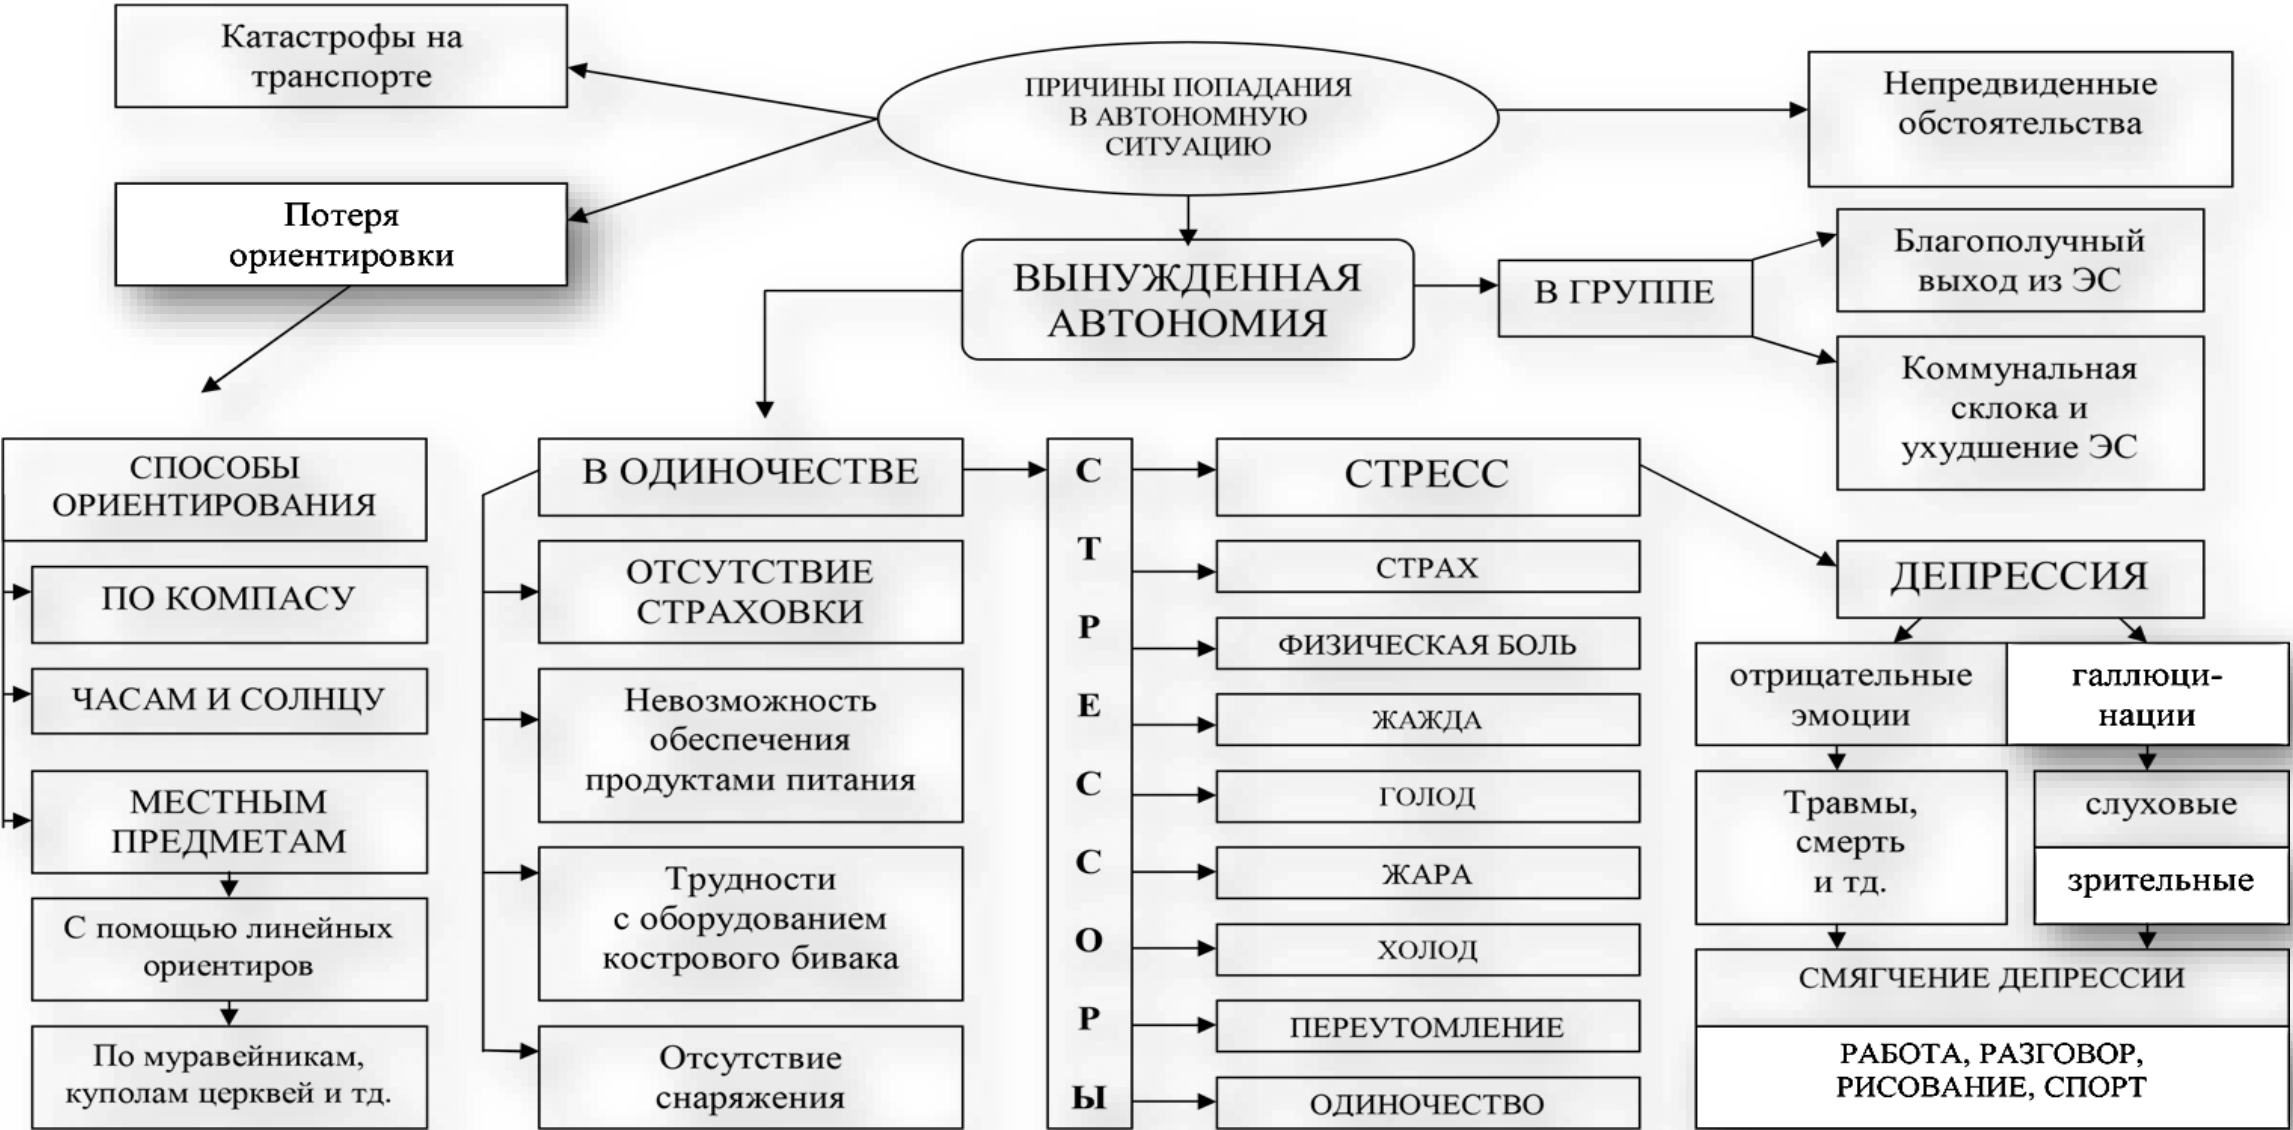 Катастрофы на
транспорте
ПРИЧИНЫ ПОПАДАНИЯ
В АВТОНОМНУЮ
СИТУАЦИЮ
Непредвиденные
обстоятельства
Потеря
ориентировки
ВЫНУЖДЕННАЯ
АВТОНОМИЯ
В ГРУППЕ
Благополучный
выход из ЭС
Коммунальная
склока и
ухудшение ЭС
СПОСОБЫ
ОРИЕНТИРОВАНИЯ
ПО КОМПАСУ
ЧАСАМ И СОЛНЦУ
МЕСТНЫМ
ПРЕДМЕТАМ
С помощью линейных
ориентиров
По муравейникам,
куполам церквей и тд.
В ОДИНОЧЕСТВЕ
ОТСУТСТВИЕ
СТРАХОВКИ
Невозможность
обеспечения
продуктами питания
Трудности
с оборудованием
кострового бивака
Отсутствие
снаряжения
С
Т
Р
Е
С
С
О
Р
Ы
СТРЕСС
СТРАХ
ФИЗИЧЕСКАЯ БОЛЬ
ЖАЖДА
ГОЛОД
ЖАРА
ХОЛОД
ПЕРЕУТОМЛЕНИЕ
ОДИНОЧЕСТВО
ДЕПРЕССИЯ
отрицательные
эмоции
галлюци-
нации
Травмы,
смерть
и тд.
слуховые
зрительные
СМЯГЧЕНИЕ ДЕПРЕССИИ
РАБОТА, РАЗГОВОР,
РИСОВАНИЕ, СПОРТ